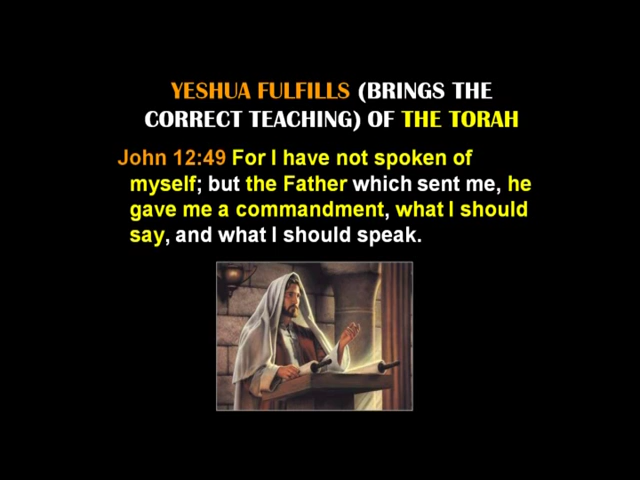 YESHUA FULFILLS (BRINGS THE
CORRECT TEACHING) OF THE TORAH
John 12:49 For I have not spoken of
myself; but the Father which sent me, he
gave me a commandment, what I should
say, and what I should speak.